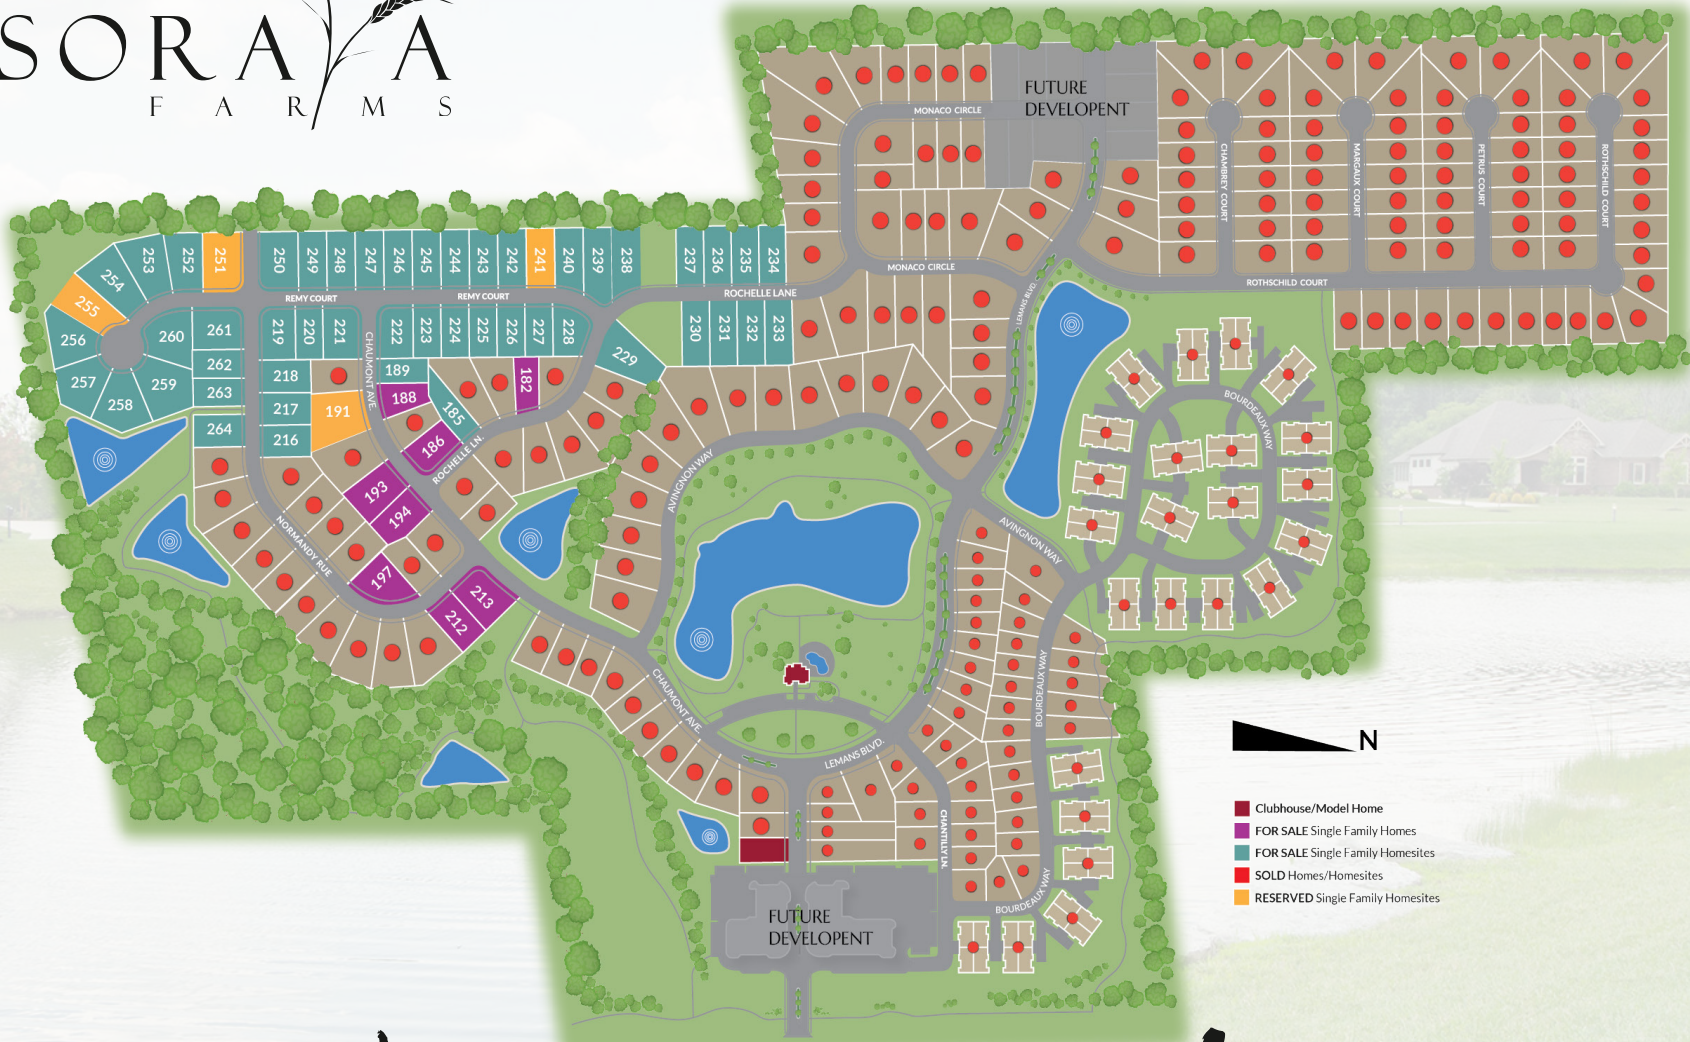 SORAYA
FARMS
FUTURE
DEVELOPENT
MONACO CIRCLE
CHAMBREY COURT
MARGAUX COURT
PETRUS COURT
ROTHSCHILD COURT
253 252 251 250 249 248 247 246 245 244 243 242 241 240 239 238 237 236 235 234
254
255
MONACO CIRCLE
ROTHSCHILD COURT
LEMANS BLVD.
REMY COURT
REMY COURT
ROCHELLE LANE
256 260 261 219 220 221 222 223 224 225 226 227 228 230 231 232 233
CHAUMONT AVE.
229
262
257 259 263 218 189 182
258
217 191 188 185
264 216 186
BOURDEAUX WAY
ROCHELLE LN.
AVINGNON WAY
193
194
NORMANDY RUE
AVINGNON WAY
197
213
212
CHAUMONT AVE.
BOURDEAUX WAY
LEMANS BLVD.
CHANTILLY LN.
BOURDEAUX WAY
FUTURE
DEVELOPENT
N
Clubhouse/Model Home
FOR SALE Single Family Homes
FOR SALE Single Family Homesites
SOLD Homes/Homesites
RESERVED Single Family Homesites